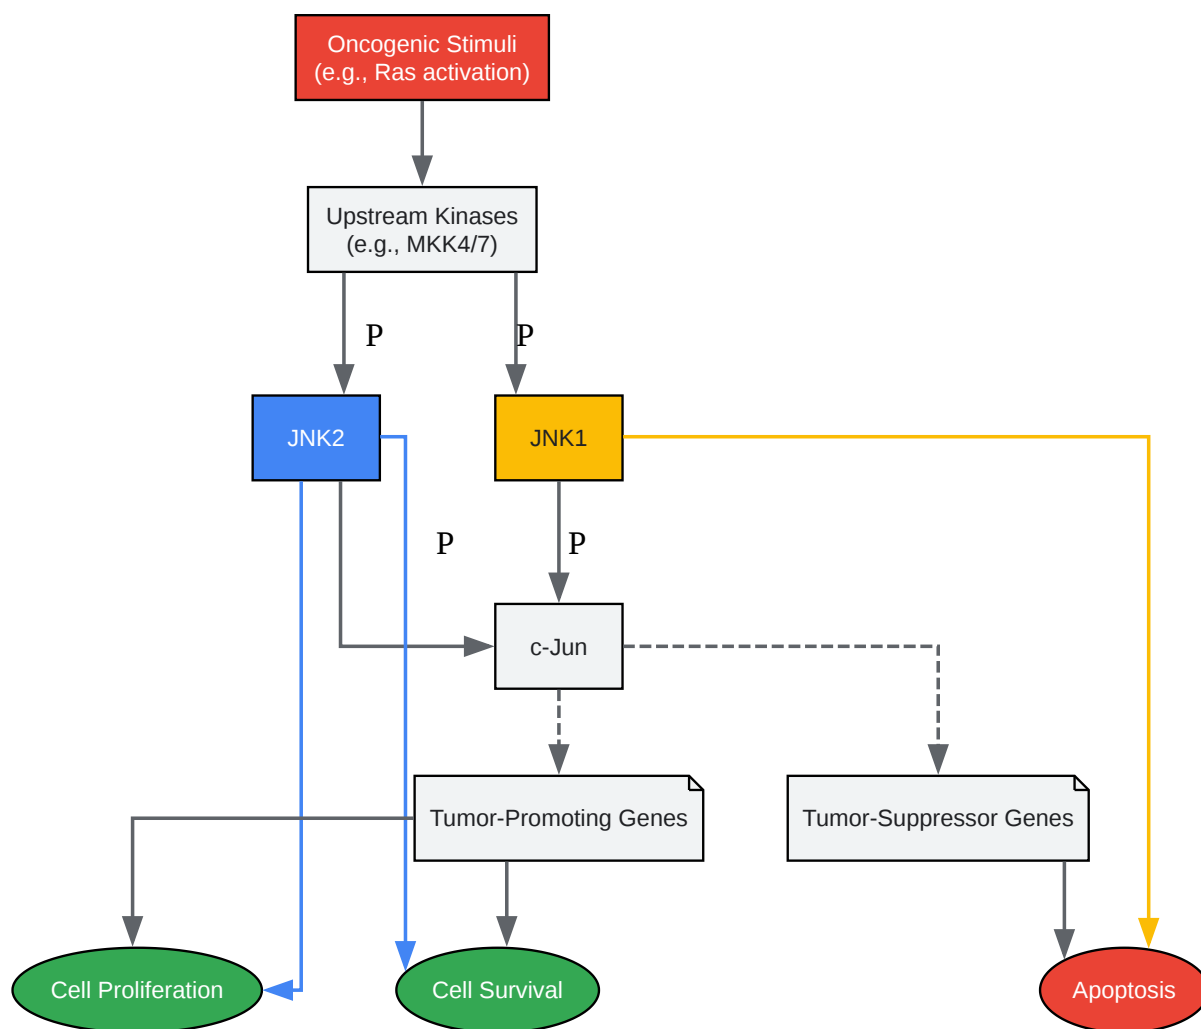 Oncogenic Stimuli
(e.g., Ras activation)
Upstream Kinases
(e.g., MKK4/7)
P
P
JNK2
JNK1
P
P
c-Jun
Tumor-Promoting Genes
Tumor-Suppressor Genes
Cell Proliferation
Cell Survival
Apoptosis